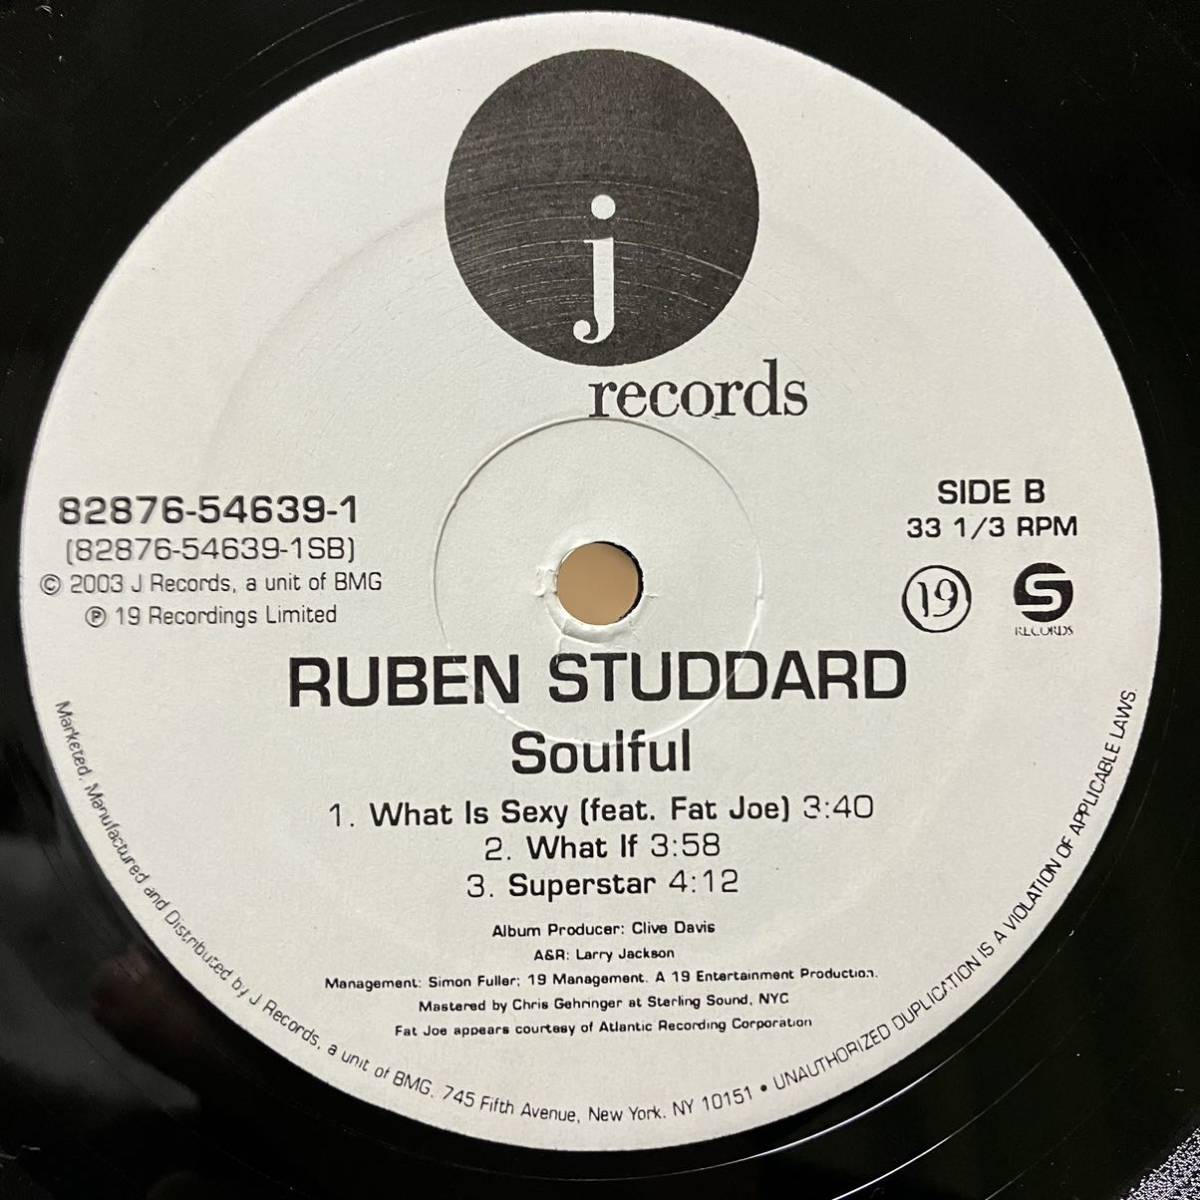 j
records
82876-54639-1
(82876-54639-1SB)
© 2003 J Records, a unit of BMG
℗ 19 Recordings Limited
SIDE B
33 1/3 RPM
19
S
RECORDS
RUBEN STUDDARD
Soulful
1. What Is Sexy (feat. Fat Joe) 3:40
2. What If 3:58
3. Superstar 4:12
Album Producer: Clive Davis
A&R: Larry Jackson
Management: Simon Fuller; 19 Management. A 19 Entertainment Production.
Mastered by Chris Gehringer at Sterling Sound, NYC
Fat Joe appears courtesy of Atlantic Recording Corporation
Marketed, Manufactured and Distributed by J Records, a unit of BMG. 745 Fifth Avenue, New York, NY 10151 • UNAUTHORIZED DUPLICATION IS A VIOLATION OF APPLICABLE LAWS.